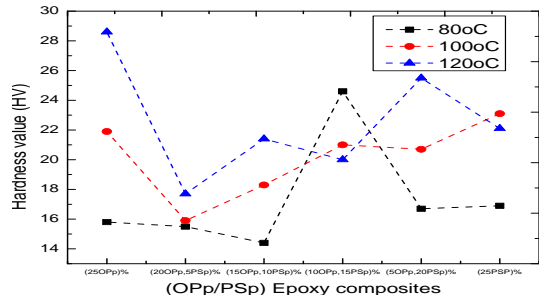 30
28
26
24
22
20
18
16
14
Hardness value (HV)
80oC
100oC
120oC
(25OPp)% (20OPp,5PSp)% (15OPp,10PSp)% (10OPp,15PSp)% (5OPp,20PSp)% (25PSP)%
(OPp/PSp) Epoxy composites